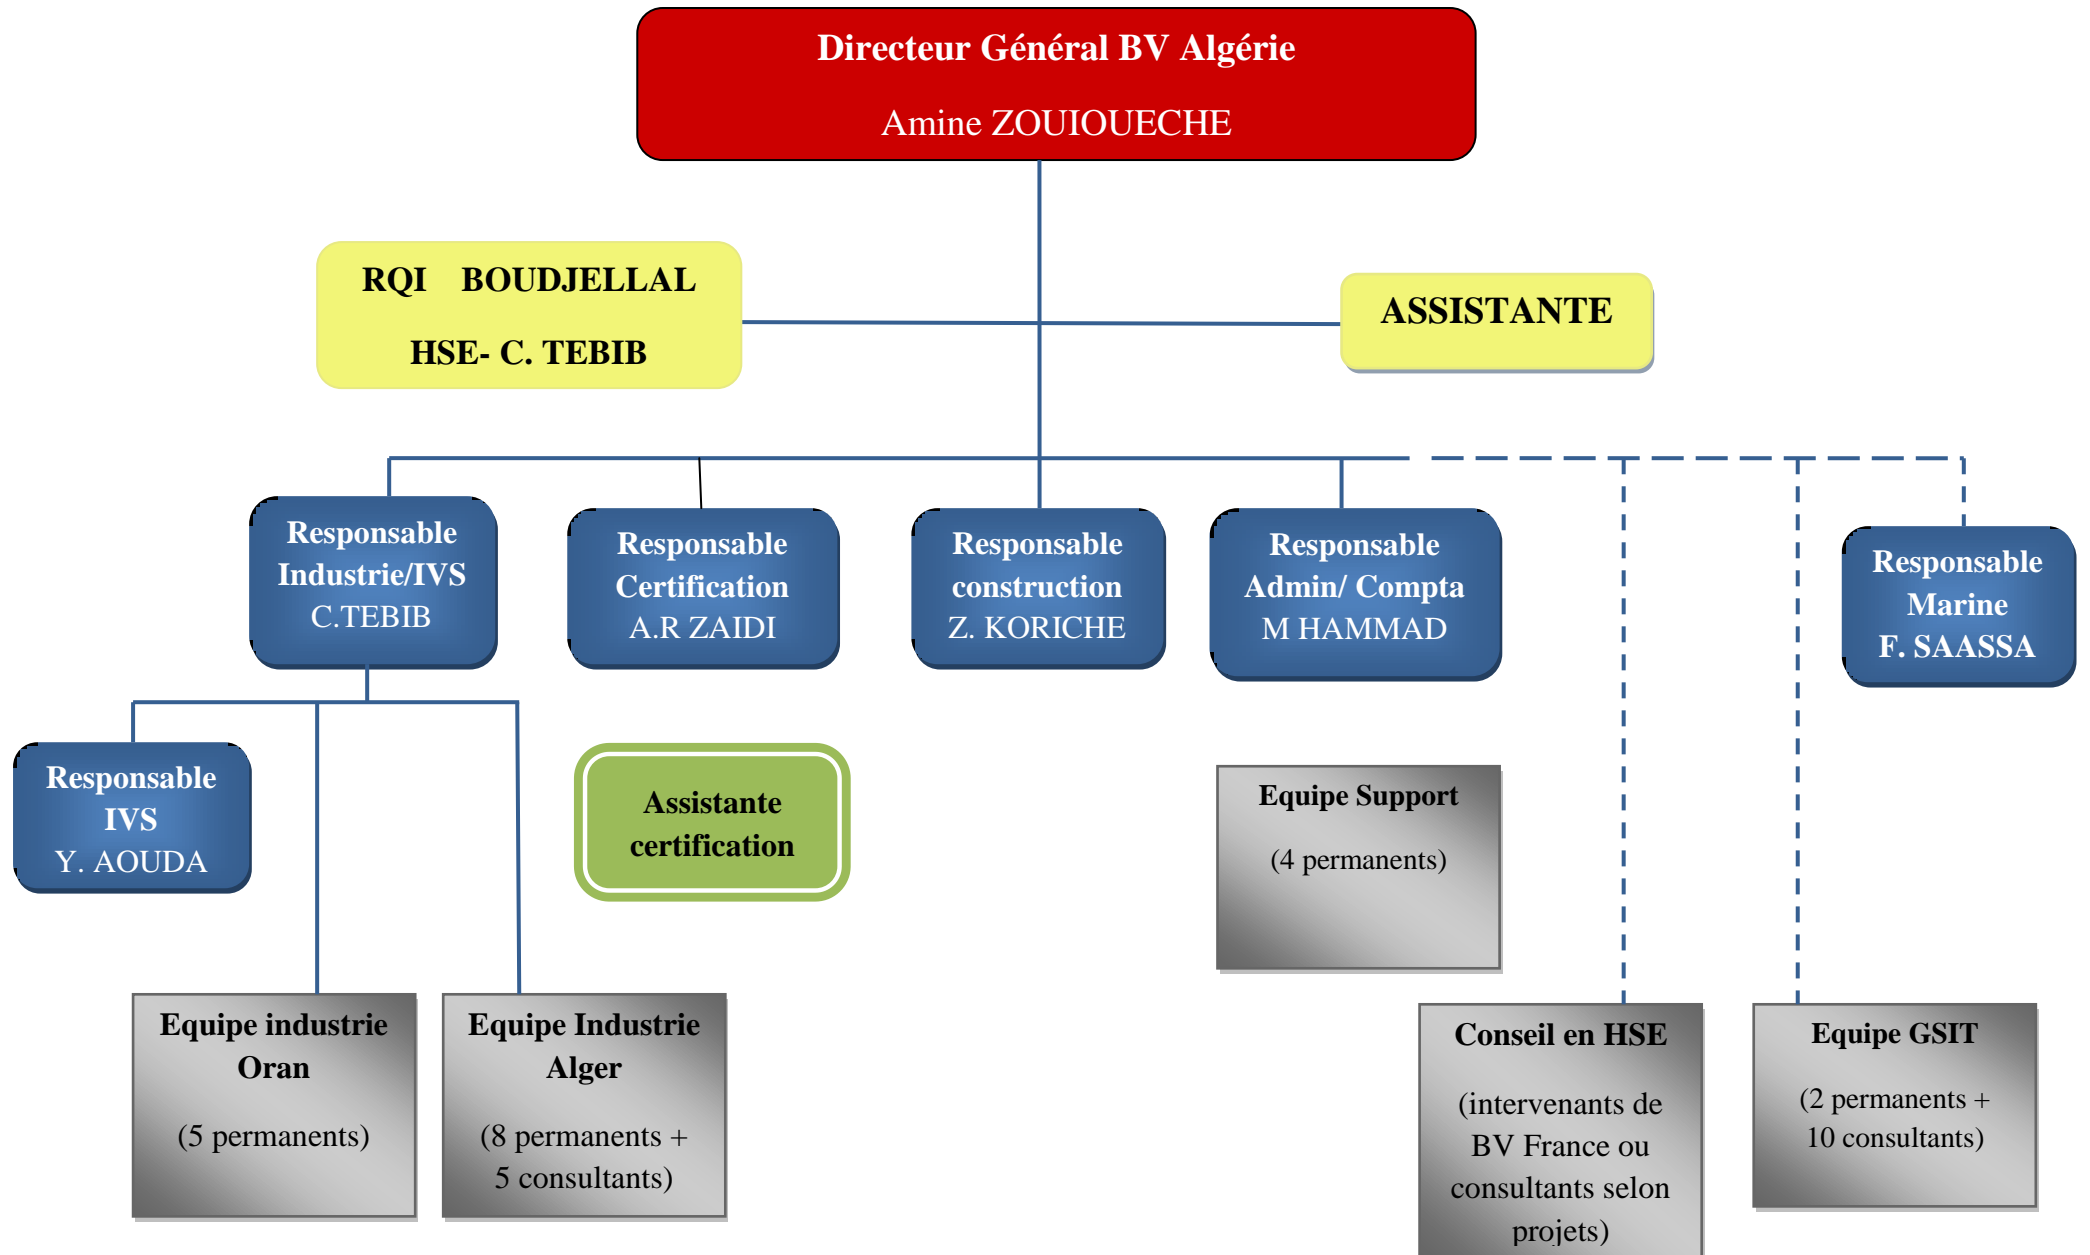 Directeur Général BV Algérie
Amine ZOUIOUECHE
RQI BOUDJELLAL
HSE- C. TEBIB
ASSISTANTE
Responsable
Industrie/IVS
C.TEBIB
Responsable
Certification
A.R ZAIDI
Responsable
construction
Z. KORICHE
Responsable
Admin/ Compta
M HAMMAD
Responsable
Marine
F. SAASSA
Responsable
IVS
Y. AOUDA
Assistante
certification
Equipe Support
(4 permanents)
Equipe industrie
Oran
(5 permanents)
Equipe Industrie
Alger
(8 permanents +
5 consultants)
Conseil en HSE
(intervenants de
BV France ou
consultants selon
projets)
Equipe GSIT
(2 permanents +
10 consultants)